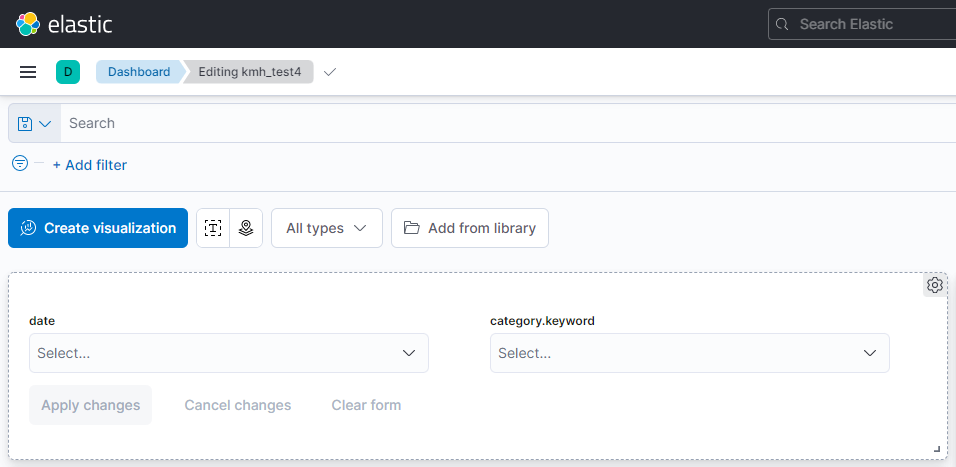 elastic
Search Elastic
D
Dashboard
Editing kmh_test4
Search
+ Add filter
Create visualization
T
All types
Add from library
date
category.keyword
Select...
Select...
Apply changes
Cancel changes
Clear form